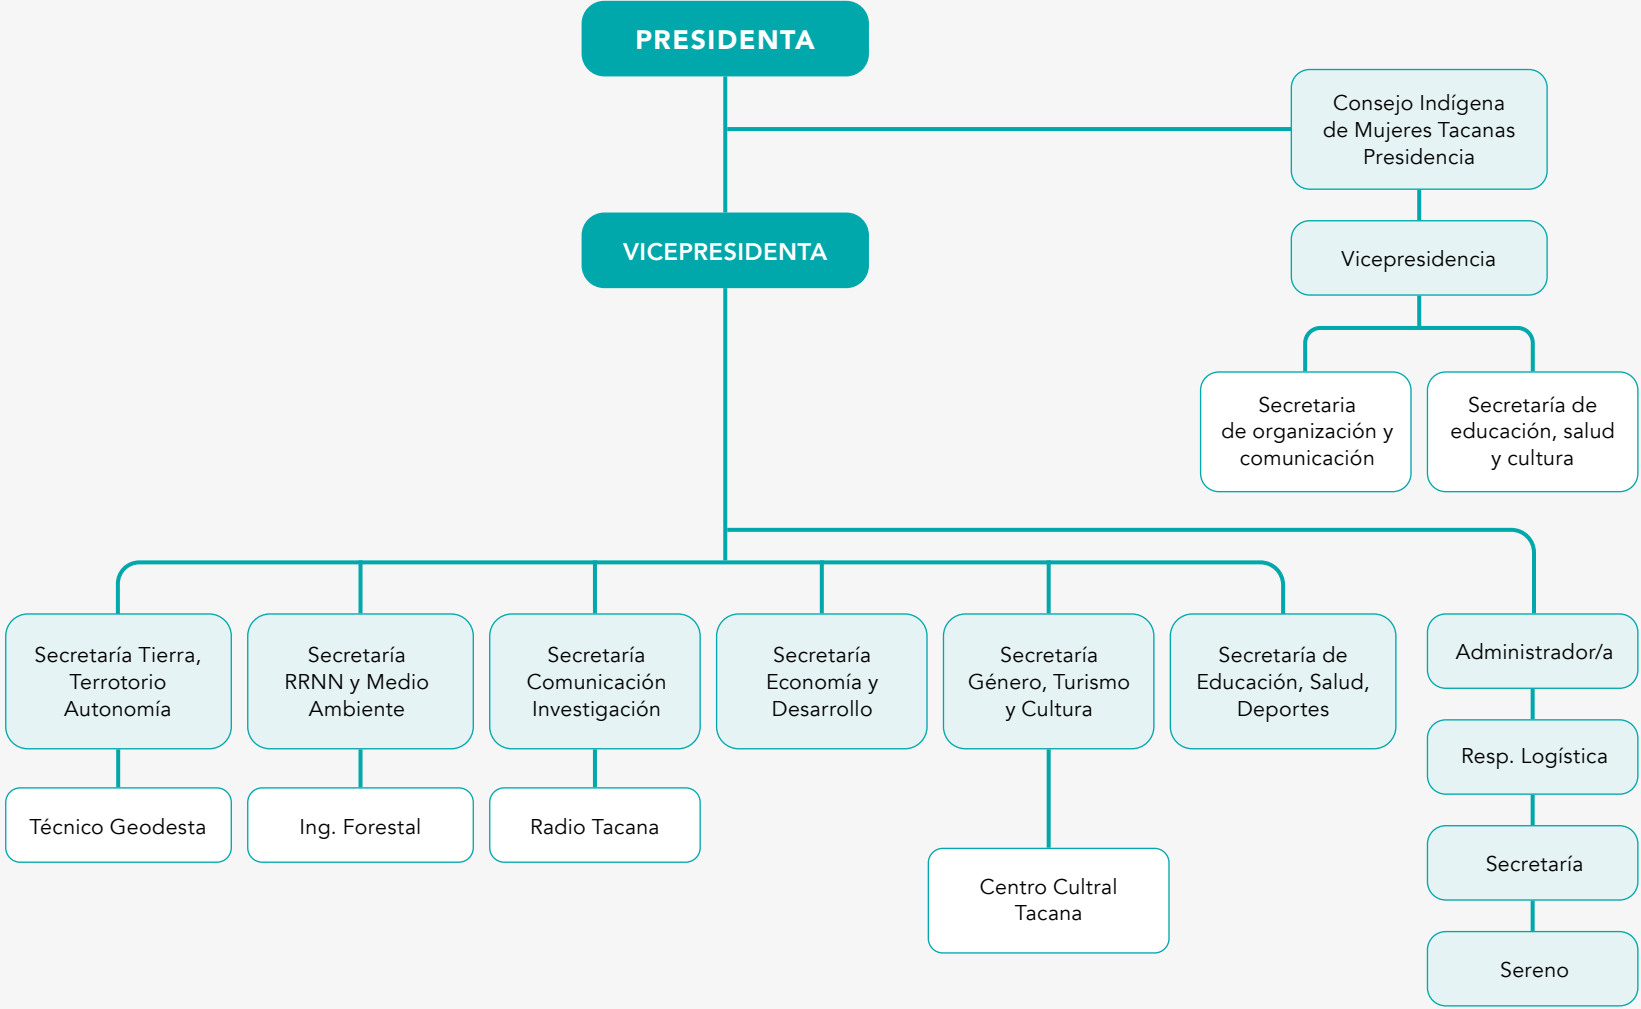 PRESIDENTA
Consejo Indígena
de Mujeres Tacanas
Presidencia
VICEPRESIDENTA
Vicepresidencia
Secretaria
de organización y
comunicación
Secretaría de
educación, salud
y cultura
Secretaría Tierra,
Terrotorio
Autonomía
Secretaría
RRNN y Medio
Ambiente
Secretaría
Comunicación
Investigación
Secretaría
Economía y
Desarrollo
Secretaría
Género, Turismo
y Cultura
Secretaría de
Educación, Salud,
Deportes
Administrador/a
Resp. Logística
Técnico Geodesta
Ing. Forestal
Radio Tacana
Secretaría
Centro Cultral
Tacana
Sereno